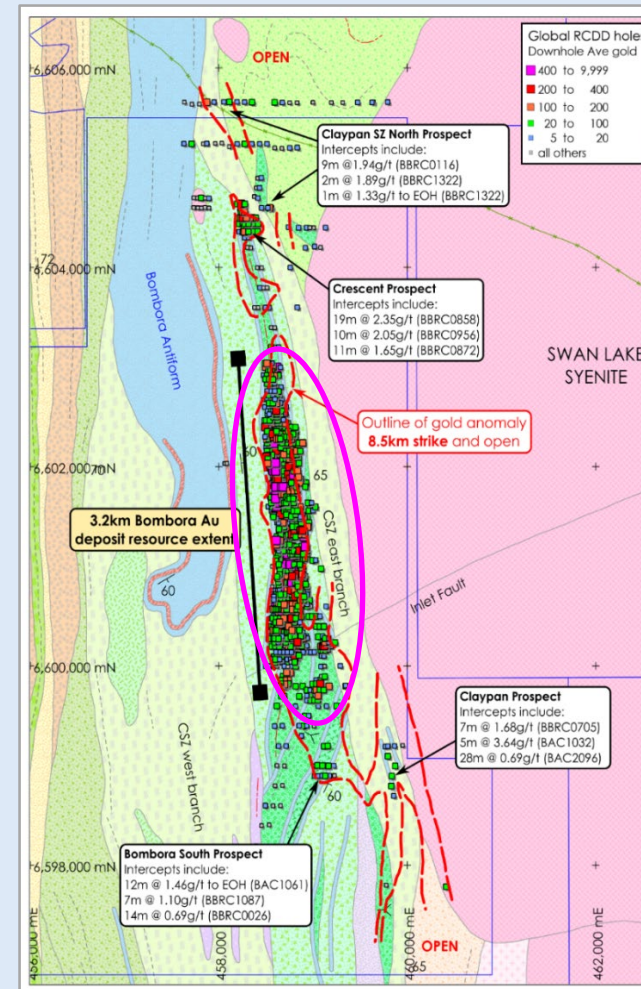 Global RCDD hole
Downhole Ave gold
400 to 9,999
200 to 400
100 to 200
20 to 100
5 to 20
all others
6,606,000 mN
OPEN
Claypan SZ North Prospect
Intercepts include:
9m @1.94g/t (BBRC0116)
2m @ 1.89g/t (BBRC1322)
1m @ 1.33g/t to EOH (BBRC1322)
6,604,000 mN
72
Crescent Prospect
Intercepts include:
19m @ 2.35g/t (BBRC0858)
10m @ 2.05g/t (BBRC0956)
11m @ 1.65g/t (BBRC0872)
Bombora Antiform
SWAN LAKE
SYENITE
Outline of gold anomaly
8.5km strike and open
6,602,000 mN
70
60
65
3.2km Bombora Au
deposit resource extent
CSZ east branch
60
Inlet Fault
6,600,000 mN
Claypan Prospect
Intercepts include:
7m @ 1.68g/t (BBRC0705)
5m @ 3.64g/t (BAC1032)
28m @ 0.69g/t (BAC2096)
CSZ west branch
60
Bombora South Prospect
Intercepts include:
12m @ 1.46g/t to EOH (BAC1061)
7m @ 1.10g/t (BBRC1087)
14m @ 0.69g/t (BBRC0026)
6,598,000 mN
OPEN
65
456,000 mE
458,000
460,000 mE
462,000 mE